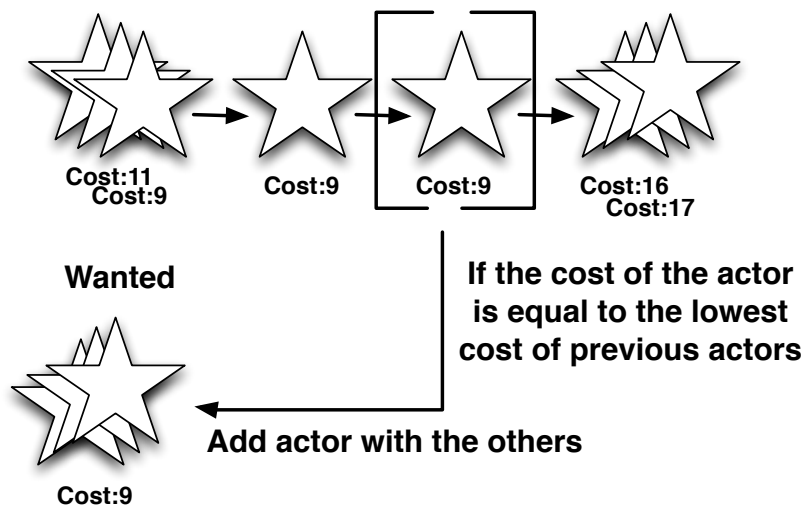 Cost:11
Cost:9
Cost:9
Cost:9
Cost:16
Cost:17
Wanted
If the cost of the actor
is equal to the lowest
cost of previous actors
Add actor with the others
Cost:9